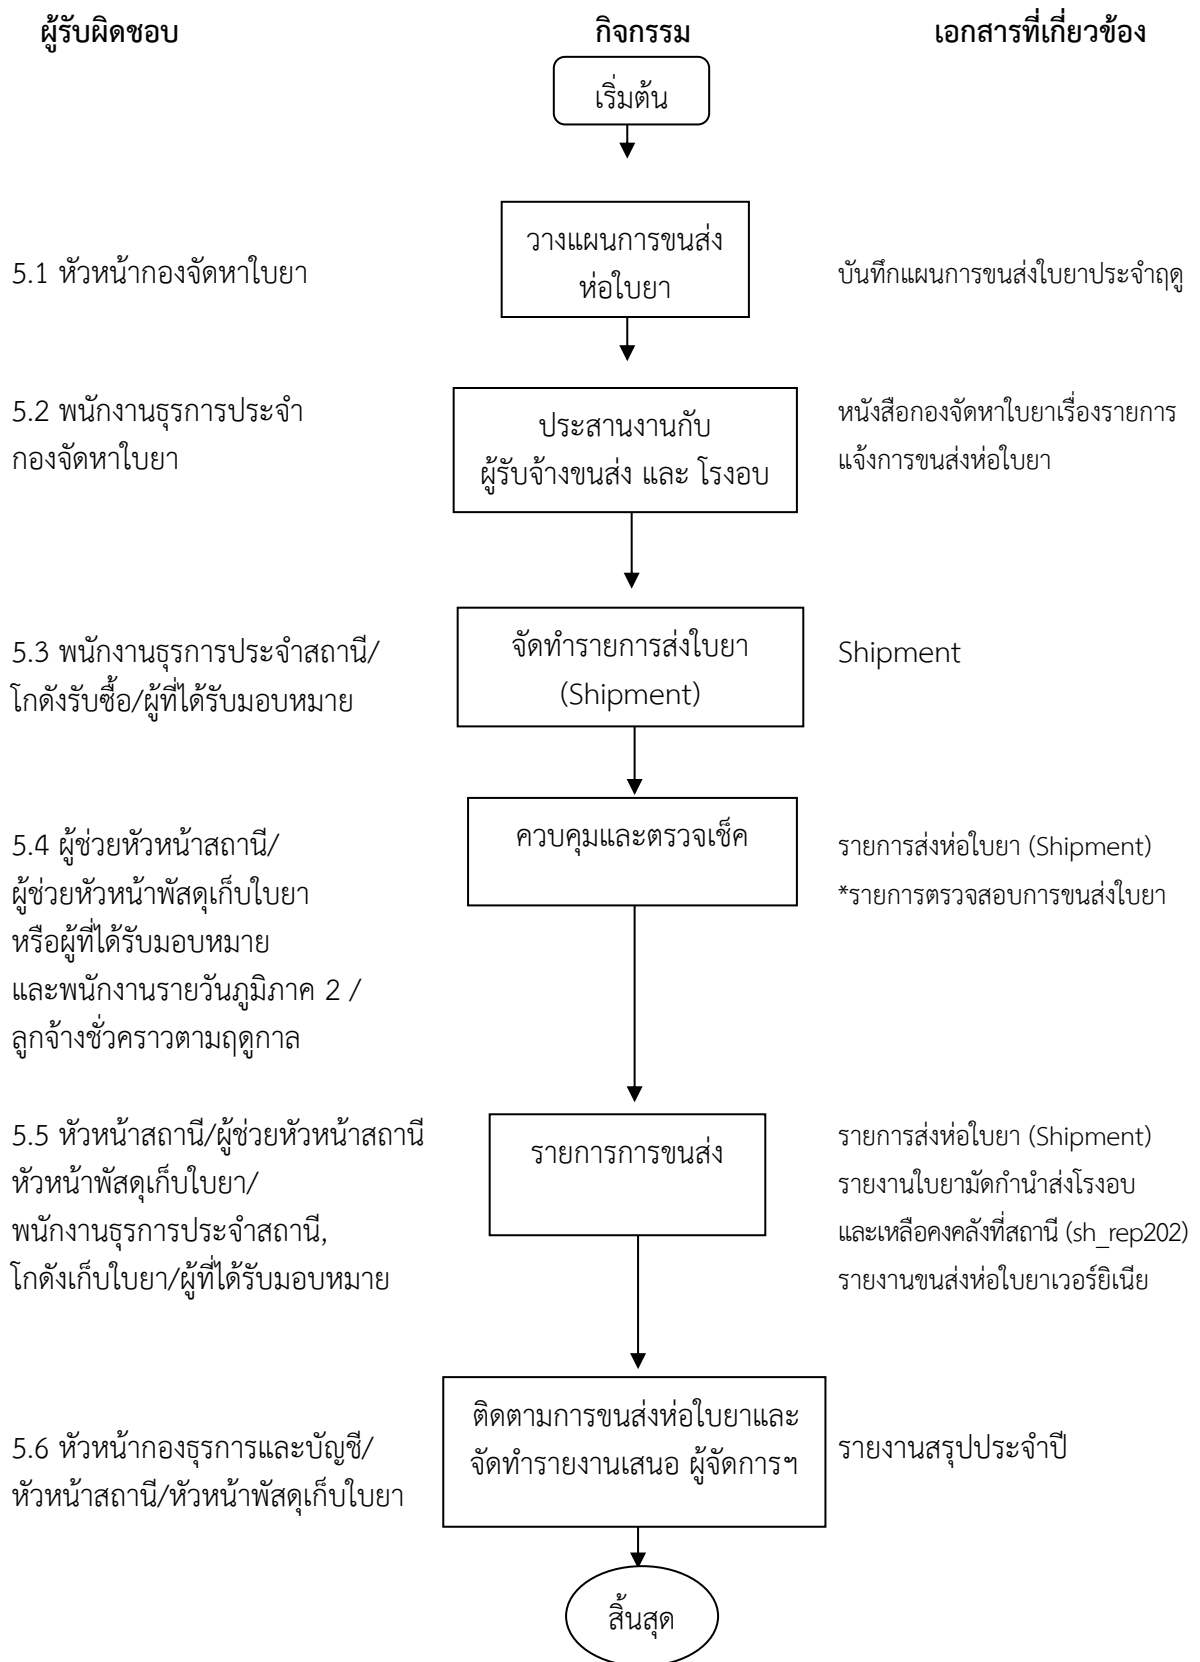 ผู้รับผิดชอบ กิจกรรม เอกสารที่เกี่ยวข้อง
เริ่มต้น
วางแผนการขนส่ง
ห่อใบยา
5.1 หัวหน้ากองจัดหาใบยา
บันทึกแผนการขนส่งใบยาประจำฤดู
5.2 พนักงานธุรการประจำ
กองจัดหาใบยา
ประสานงานกับ
ผู้รับจ้างขนส่ง และ โรงอบ
หนังสือกองจัดหาใบยาเรื่องรายการ
แจ้งการขนส่งห่อใบยา
5.3 พนักงานธุรการประจำสถานี/
โกดังรับซื้อ/ผู้ที่ได้รับมอบหมาย
จัดทำรายการส่งใบยา
(Shipment)
Shipment
5.4 ผู้ช่วยหัวหน้าสถานี/
ผู้ช่วยหัวหน้าพัสดุเก็บใบยา
หรือผู้ที่ได้รับมอบหมาย
และพนักงานรายวันภูมิภาค 2 /
ลูกจ้างชั่วคราวตามฤดูกาล
ควบคุมและตรวจเช็ค
รายการส่งห่อใบยา (Shipment)
*รายการตรวจสอบการขนส่งใบยา
5.5 หัวหน้าสถานี/ผู้ช่วยหัวหน้าสถานี
หัวหน้าพัสดุเก็บใบยา/
พนักงานธุรการประจำสถานี,
โกดังเก็บใบยา/ผู้ที่ได้รับมอบหมาย
รายการการขนส่ง
รายการส่งห่อใบยา (Shipment)
รายงานใบยามัดกำนำส่งโรงอบ
และเหลือคงคลังที่สถานี (sh_rep202)
รายงานขนส่งห่อใบยาเวอร์ยิเนีย
5.6 หัวหน้ากองธุรการและบัญชี/
หัวหน้าสถานี/หัวหน้าพัสดุเก็บใบยา
ติดตามการขนส่งห่อใบยาและ
จัดทำรายงานเสนอ ผู้จัดการฯ
รายงานสรุปประจำปี
สิ้นสุด